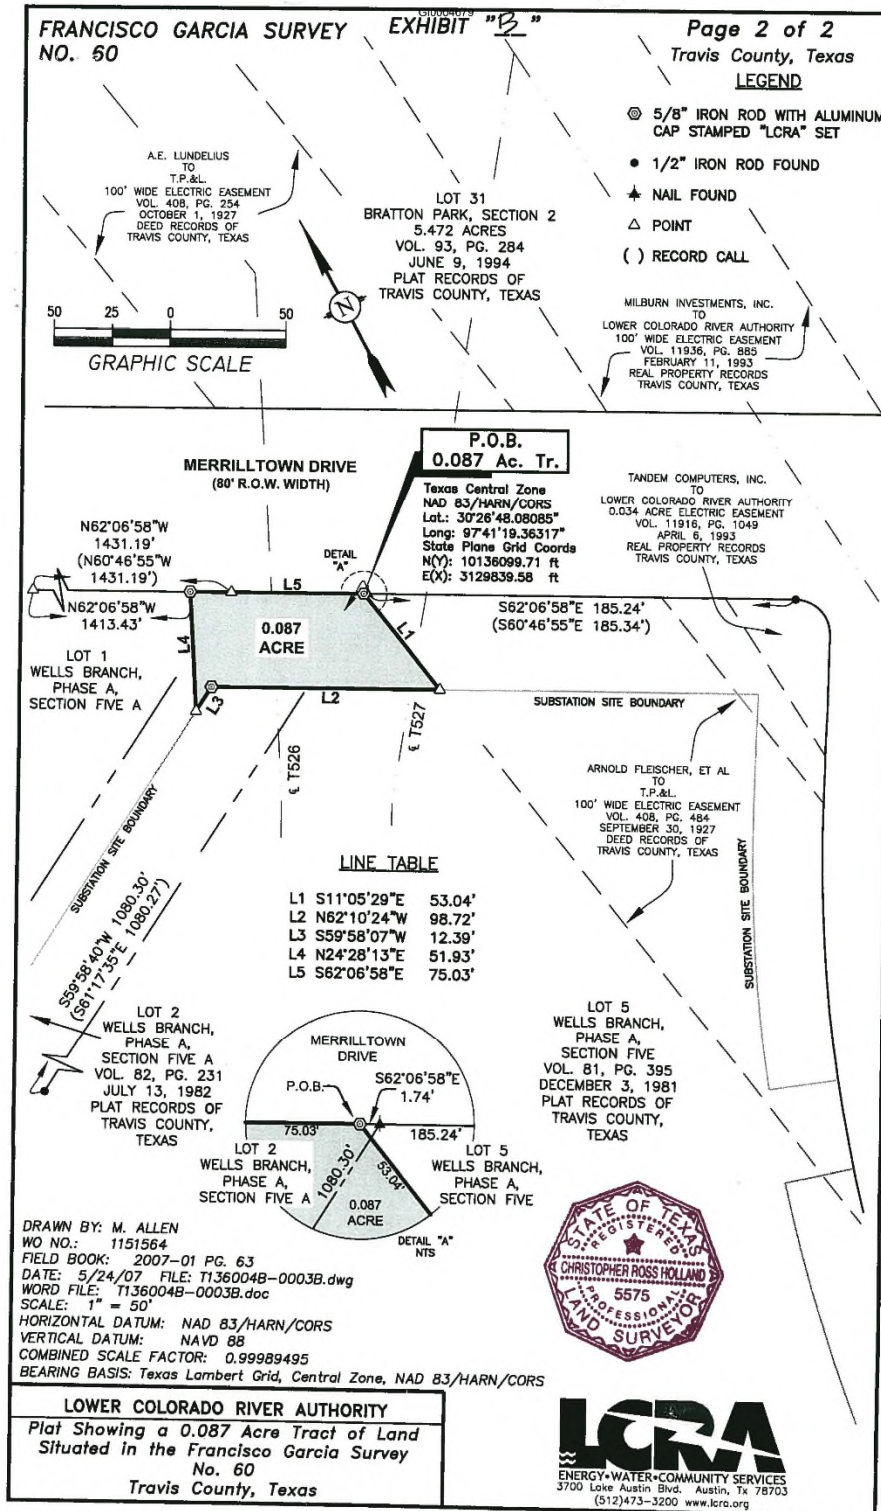 GI0004679
FRANCISCO GARCIA SURVEY
NO. 60
EXHIBIT "B"
Page 2 of 2
Travis County, Texas
LEGEND
5/8" IRON ROD WITH ALUMINUM
CAP STAMPED "LCRA" SET
1/2" IRON ROD FOUND
NAIL FOUND
POINT
( ) RECORD CALL
A.E. LUNDELIUS
TO
T.P.&L.
100' WIDE ELECTRIC EASEMENT
VOL. 408, PG. 254
OCTOBER 1, 1927
DEED RECORDS OF
TRAVIS COUNTY, TEXAS
LOT 31
BRATTON PARK, SECTION 2
5.472 ACRES
VOL. 93, PG. 284
JUNE 9, 1994
PLAT RECORDS OF
TRAVIS COUNTY, TEXAS
N
50 25 0 50
GRAPHIC SCALE
MILBURN INVESTMENTS, INC.
TO
LOWER COLORADO RIVER AUTHORITY
100' WIDE ELECTRIC EASEMENT
VOL. 11936, PG. 885
FEBRUARY 11, 1993
REAL PROPERTY RECORDS
TRAVIS COUNTY, TEXAS
P.O.B.
0.087 Ac. Tr.
MERRILLTOWN DRIVE
(80' R.O.W. WIDTH)
Texas Central Zone
NAD 83/HARN/CORS
Lat.: 30°26'48.08085"
Long: 97°41'19.36317"
State Plane Grid Coords
N(Y): 10136099.71 ft
E(X): 3129839.58 ft
TANDEM COMPUTERS, INC.
TO
LOWER COLORADO RIVER AUTHORITY
0.034 ACRE ELECTRIC EASEMENT
VOL. 11916, PG. 1049
APRIL 6, 1993
REAL PROPERTY RECORDS
TRAVIS COUNTY, TEXAS
N62°06'58"W
1431.19'
(N60°46'55"W
1431.19')
DETAIL
"A"
L5
N62°06'58"W
1413.43'
S62°06'58"E 185.24'
(S60°46'55"E 185.34')
L4
0.087
ACRE
L1
LOT 1
WELLS BRANCH,
PHASE A,
SECTION FIVE A
L3
L2
SUBSTATION SITE BOUNDARY
℄ T526
℄ T527
ARNOLD FLEISCHER, ET AL
TO
T.P.&L.
100' WIDE ELECTRIC EASEMENT
VOL. 408, PG. 484
SEPTEMBER 30, 1927
DEED RECORDS OF
TRAVIS COUNTY, TEXAS
SUBSTATION SITE BOUNDARY
SUBSTATION SITE BOUNDARY
S59°58'40"W 1080.30'
(S61°17'35"E 1080.27')
LINE TABLE
L1 S11°05'29"E 53.04'
L2 N62°10'24"W 98.72'
L3 S59°58'07"W 12.39'
L4 N24°28'13"E 51.93'
L5 S62°06'58"E 75.03'
LOT 2
WELLS BRANCH,
PHASE A,
SECTION FIVE A
VOL. 82, PG. 231
JULY 13, 1982
PLAT RECORDS OF
TRAVIS COUNTY,
TEXAS
LOT 5
WELLS BRANCH,
PHASE A,
SECTION FIVE
VOL. 81, PG. 395
DECEMBER 3, 1981
PLAT RECORDS OF
TRAVIS COUNTY,
TEXAS
MERRILLTOWN
DRIVE
P.O.B.
S62°06'58"E
1.74'
75.03'
185.24'
LOT 2
WELLS BRANCH,
PHASE A,
SECTION FIVE A
1080.30'
53.04'
LOT 5
WELLS BRANCH,
PHASE A,
SECTION FIVE
0.087
ACRE
DETAIL "A"
NTS
DRAWN BY: M. ALLEN
WO NO.: 1151564
FIELD BOOK: 2007-01 PG. 63
DATE: 5/24/07 FILE: T136004B-0003B.dwg
WORD FILE: T136004B-0003B.doc
SCALE: 1" = 50'
HORIZONTAL DATUM: NAD 83/HARN/CORS
VERTICAL DATUM: NAVD 88
COMBINED SCALE FACTOR: 0.99989495
BEARING BASIS: Texas Lambert Grid, Central Zone, NAD 83/HARN/CORS
STATE OF TEXAS
REGISTERED
CHRISTOPHER ROSS HOLLAND
5575
PROFESSIONAL
LAND SURVEYOR
LOWER COLORADO RIVER AUTHORITY
Plat Showing a 0.087 Acre Tract of Land
Situated in the Francisco Garcia Survey
No. 60
Travis County, Texas
LCRA
ENERGY•WATER•COMMUNITY SERVICES
3700 Lake Austin Blvd. Austin, Tx 78703
(512)473-3200 www.lcra.org